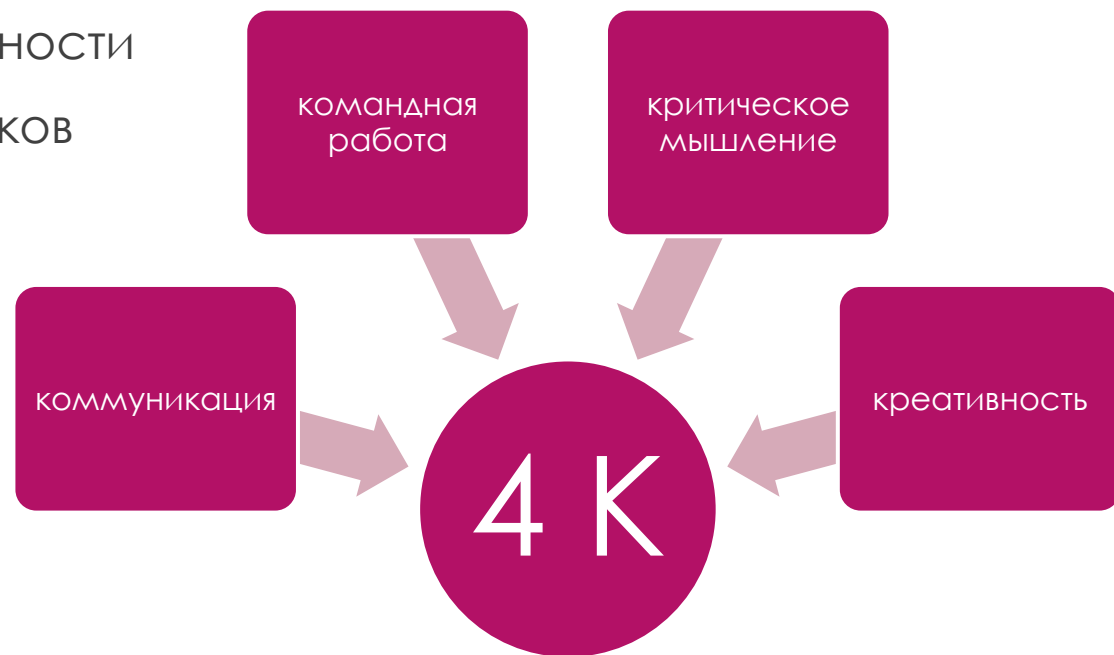 ности
ков
командная
работа
критическое
мышление
коммуникация
креативность
4 К